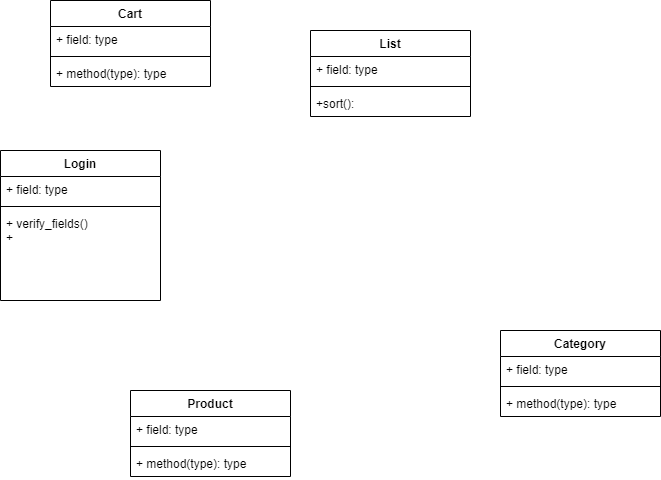 Cart
+ field: type
+ method(type): type
List
+ field: type
+sort():
Login
+ field: type
+ verify_fields()
+
Category
+ field: type
+ method(type): type
Product
+ field: type
+ method(type): type